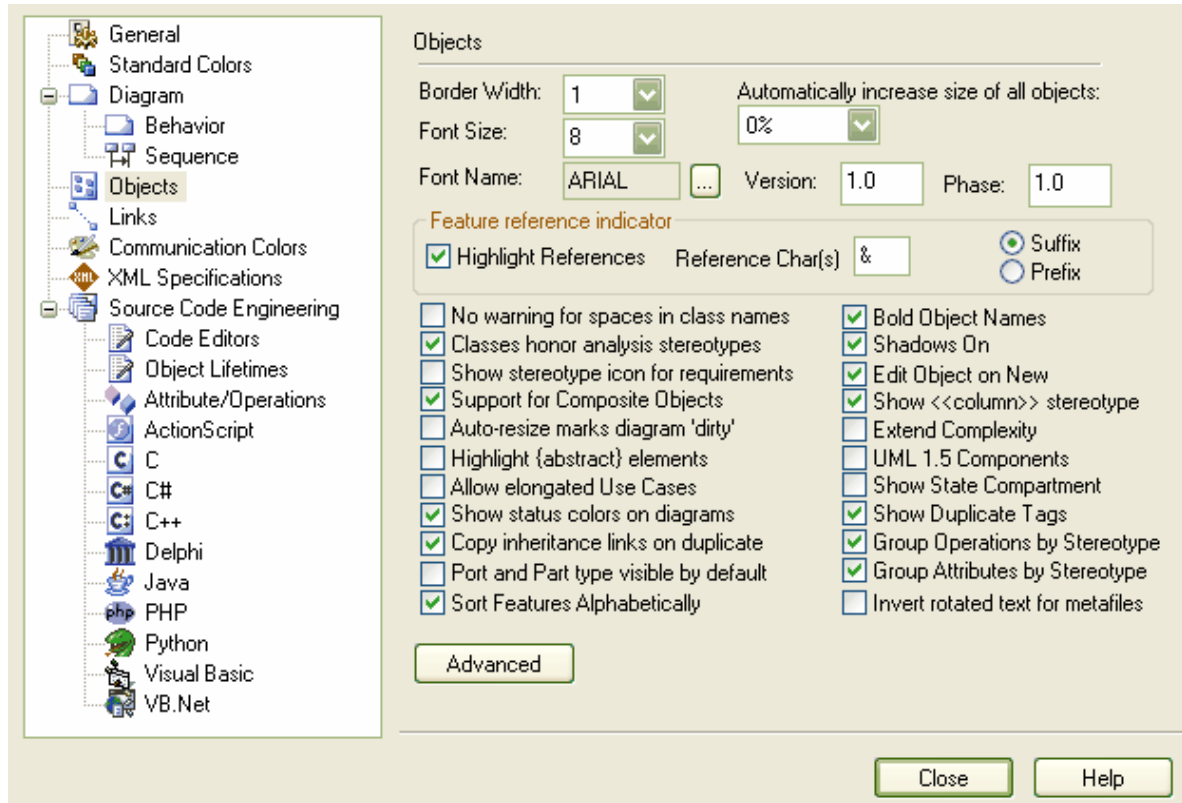 General
Standard Colors
Diagram
Behavior
Sequence
Objects
Links
Communication Colors
XML Specifications
Source Code Engineering
Code Editors
Object Lifetimes
Attribute/Operations
ActionScript
C
C#
C++
Delphi
Java
PHP
Python
Visual Basic
VB.Net
Objects
Border Width: 1
Automatically increase size of all objects:
0%
Font Size: 8
Font Name: ARIAL ... Version: 1.0 Phase: 1.0
Feature reference indicator
Highlight References Reference Char(s) & Suffix
Prefix
No warning for spaces in class names
Classes honor analysis stereotypes
Show stereotype icon for requirements
Support for Composite Objects
Auto-resize marks diagram 'dirty'
Highlight {abstract} elements
Allow elongated Use Cases
Show status colors on diagrams
Copy inheritance links on duplicate
Port and Part type visible by default
Sort Features Alphabetically
Bold Object Names
Shadows On
Edit Object on New
Show <<column>> stereotype
Extend Complexity
UML 1.5 Components
Show State Compartment
Show Duplicate Tags
Group Operations by Stereotype
Group Attributes by Stereotype
Invert rotated text for metafiles
Advanced
Close Help